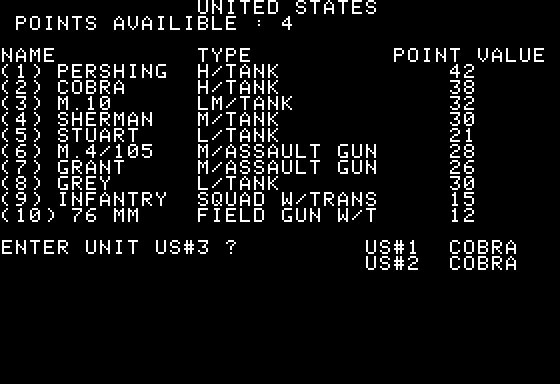 UNITED STATES
POINTS AVAILIBLE : 4
NAME TYPE POINT VALUE
(1) PERSHING H/TANK 42
(2) COBRA H/TANK 38
(3) M.10 LM/TANK 32
(4) SHERMAN M/TANK 30
(5) STUART L/TANK 21
(6) M.4/105 M/ASSAULT GUN 28
(7) GRANT M/ASSAULT GUN 26
(8) GREY L/TANK 30
(9) INFANTRY SQUAD W/TRANS 15
(10) 76 MM FIELD GUN W/T 12
ENTER UNIT US#3 ? US#1 COBRA
US#2 COBRA